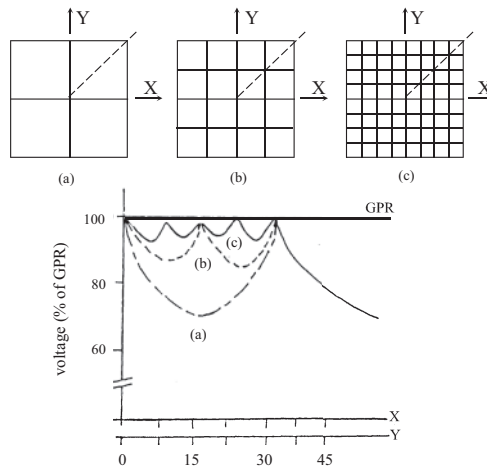 Y Y Y
X X X
(a) (b) (c)
GPR
100
(c)
(b)
80
(a)
60
voltage (% of GPR)
X
Y
0 15 30 45